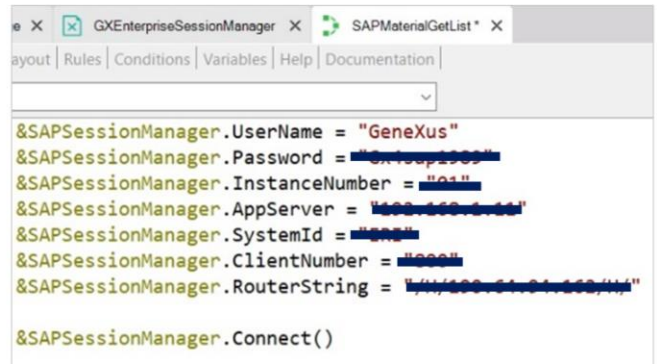 e X GXEnterpriseSessionManager X SAPMaterialGetList* X
ayout | Rules | Conditions | Variables | Help | Documentation |
&SAPSessionManager.UserName = "GeneXus"
&SAPSessionManager.Password =
&SAPSessionManager.InstanceNumber =
&SAPSessionManager.AppServer =
&SAPSessionManager.SystemId =
&SAPSessionManager.ClientNumber =
&SAPSessionManager.RouterString =
&SAPSessionManager.Connect()